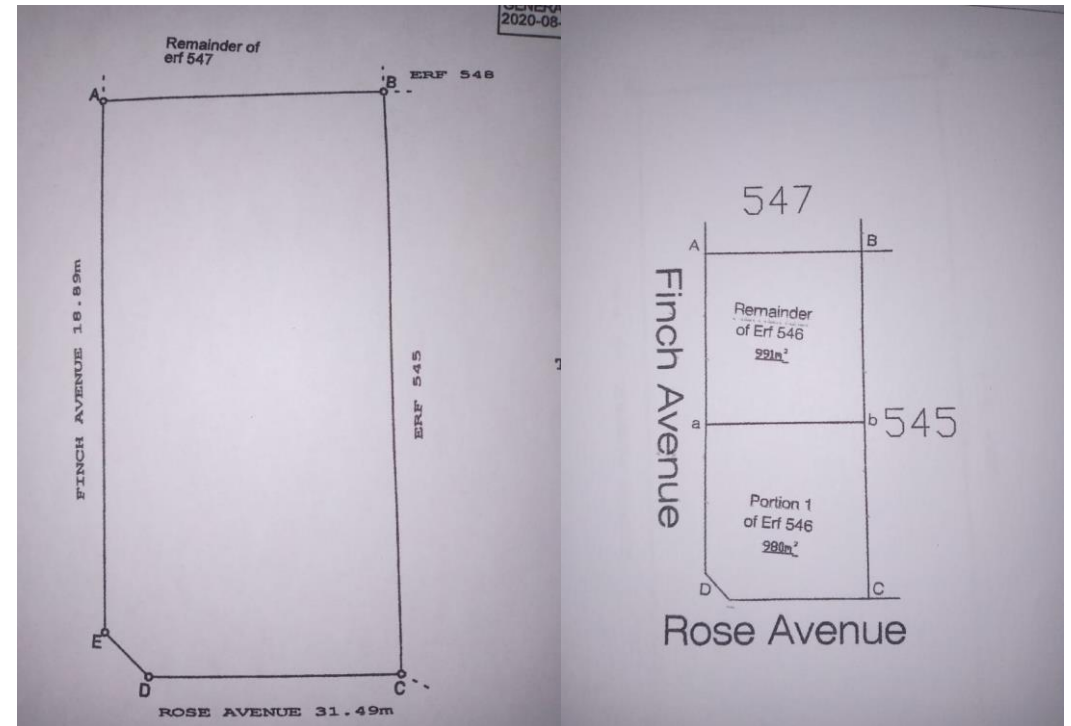 2020-08-
Remainder of
erf 547
A
B
ERF 548
FINCH AVENUE 18.89m
ERF 545
E
D
C
ROSE AVENUE 31.49m
547
A
B
Finch Avenue
Remainder
of Erf 546
991m²
a
b
545
Portion 1
of Erf 546
980m²
D
C
Rose Avenue